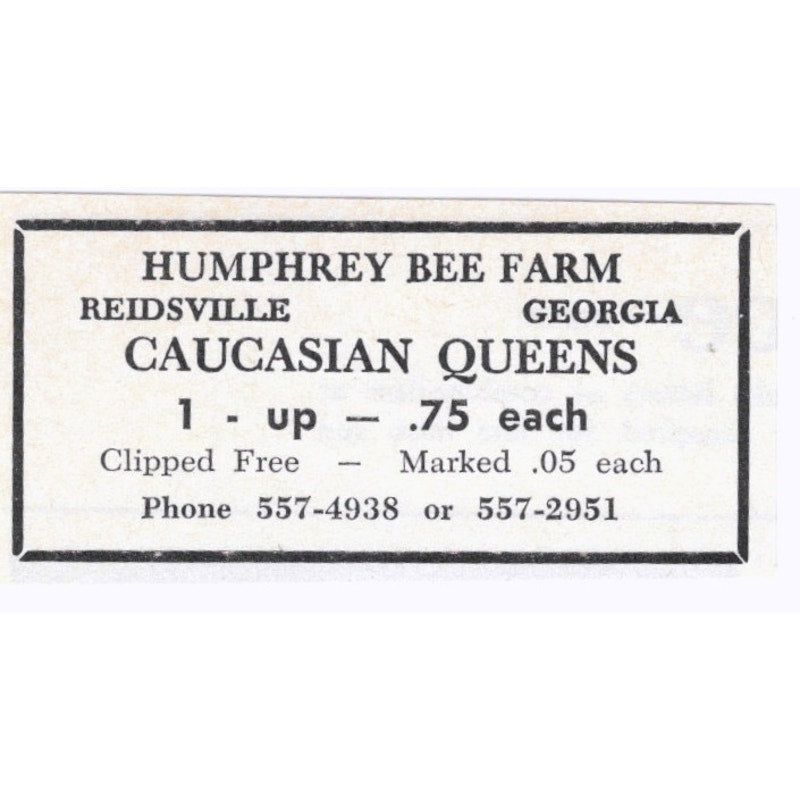 HUMPHREY BEE FARM
REIDSVILLE GEORGIA
CAUCASIAN QUEENS
1 - up — .75 each
Clipped Free — Marked .05 each
Phone 557-4938 or 557-2951